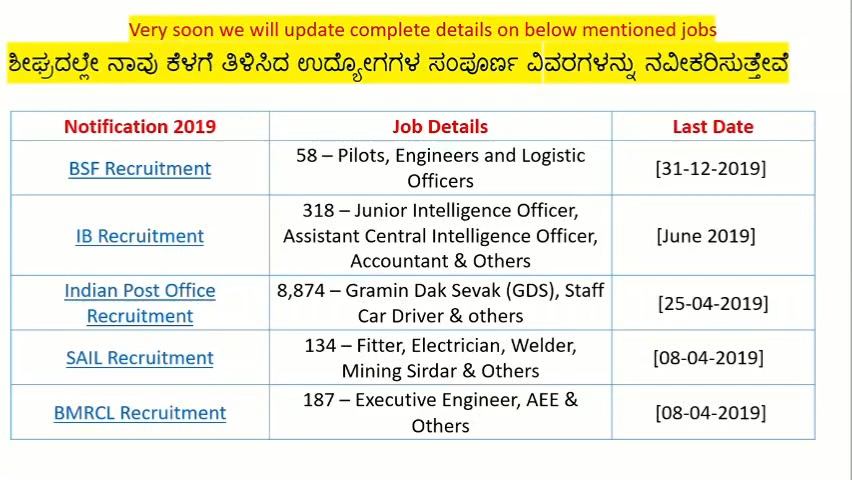 Very soon we will update complete details on below mentioned jobs
ಶೀಘ್ರದಲ್ಲೇ ನಾವು ಕೆಳಗೆ ತಿಳಿಸಿದ ಉದ್ಯೋಗಗಳ ಸಂಪೂರ್ಣ ವಿವರಗಳನ್ನು ನವೀಕರಿಸುತ್ತೇವೆ
Notification 2019 Job Details Last Date
BSF Recruitment 58 – Pilots, Engineers and Logistic
Officers [31-12-2019]
IB Recruitment 318 – Junior Intelligence Officer,
Assistant Central Intelligence Officer,
Accountant & Others [June 2019]
Indian Post Office
Recruitment 8,874 – Gramin Dak Sevak (GDS), Staff
Car Driver & others [25-04-2019]
SAIL Recruitment 134 – Fitter, Electrician, Welder,
Mining Sirdar & Others [08-04-2019]
BMRCL Recruitment 187 – Executive Engineer, AEE &
Others [08-04-2019]